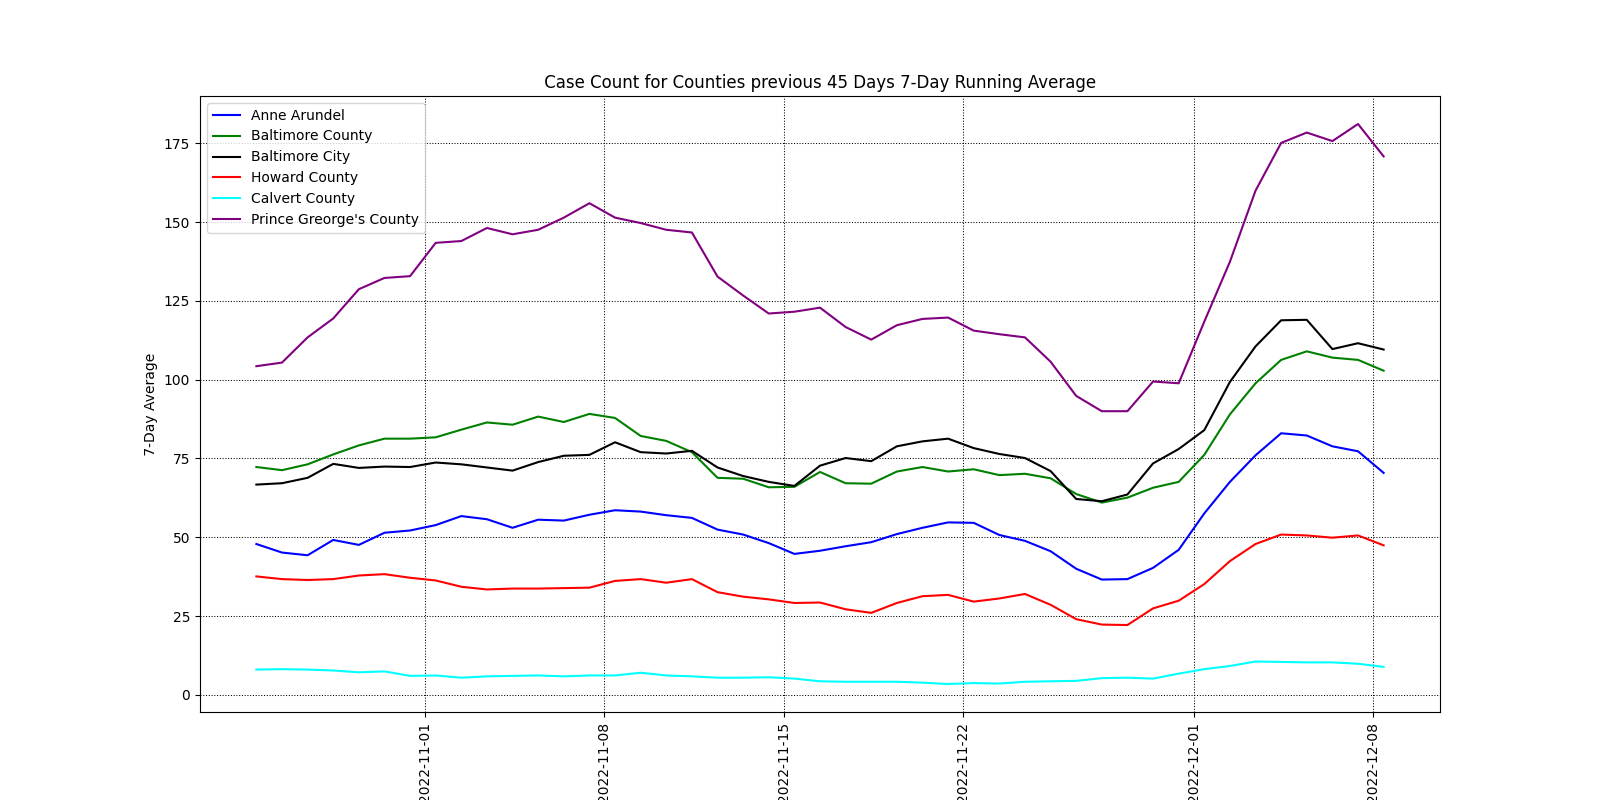 Case Count for Counties previous 45 Days 7-Day Running Average
Anne Arundel
Baltimore County
Baltimore City
Howard County
Calvert County
Prince Greorge's County
7-Day Average
175
150
125
100
75
50
25
0
2022-11-01
2022-11-08
2022-11-15
2022-11-22
2022-12-01
2022-12-08